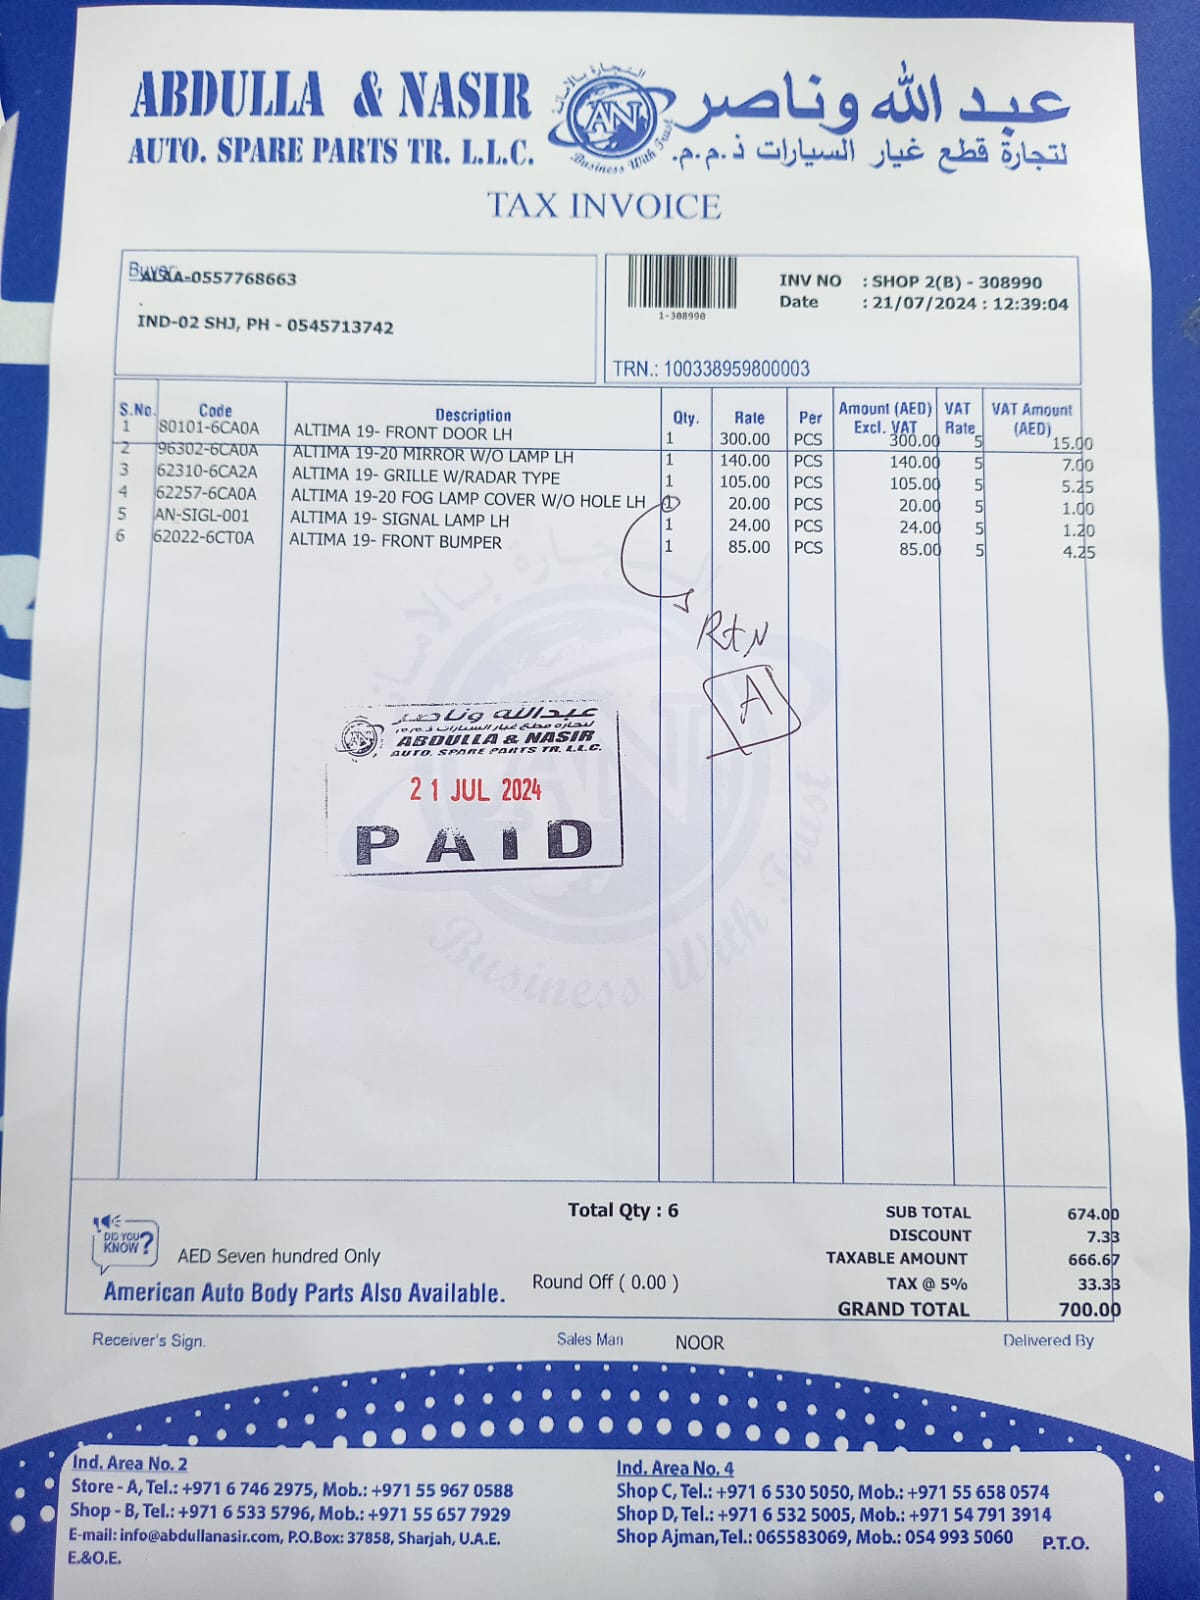 ABDULLA & NASIR
AUTO. SPARE PARTS TR. L.L.C.
التجارة بالأمانة
AN
Business With Trust
عبد الله وناصر
لتجارة قطع غيار السيارات ذ.م.م.
TAX INVOICE
Buyer
ALAA-0557768663
.
IND-02 SHJ, PH - 0545713742
1-308990
INV NO : SHOP 2(B) - 308990
Date : 21/07/2024 : 12:39:04
TRN.: 100338959800003
S.No. Code Description Qty. Rate Per Amount (AED) Excl. VAT VAT Rate VAT Amount (AED)
1 80101-6CA0A ALTIMA 19- FRONT DOOR LH 1 300.00 PCS 300.00 5 15.00
2 96302-6CA0A ALTIMA 19-20 MIRROR W/O LAMP LH 1 140.00 PCS 140.00 5 7.00
3 62310-6CA2A ALTIMA 19- GRILLE W/RADAR TYPE 1 105.00 PCS 105.00 5 5.25
4 62257-6CA0A ALTIMA 19-20 FOG LAMP COVER W/O HOLE LH 1 20.00 PCS 20.00 5 1.00
5 AN-SIGL-001 ALTIMA 19- SIGNAL LAMP LH 1 24.00 PCS 24.00 5 1.20
6 62022-6CT0A ALTIMA 19- FRONT BUMPER 1 85.00 PCS 85.00 5 4.25
RtN
A
عبدالله وناصر
لتجارة قطع غيار السيارات ذ.م.م.
ABDULLA & NASIR
AUTO. SPARE PARTS TR. L.L.C.
21 JUL 2024
PAID
التجارة بالأمانة
AN
Business With Trust
Total Qty : 6
SUB TOTAL 674.00
DISCOUNT 7.33
TAXABLE AMOUNT 666.67
TAX @ 5% 33.33
GRAND TOTAL 700.00
DID YOU KNOW?
AED Seven hundred Only
Round Off ( 0.00 )
American Auto Body Parts Also Available.
Receiver's Sign. Sales Man NOOR Delivered By
Ind. Area No. 2
Store - A, Tel.: +971 6 746 2975, Mob.: +971 55 967 0588
Shop - B, Tel.: +971 6 533 5796, Mob.: +971 55 657 7929
E-mail: info@abdullanasir.com, P.O.Box: 37858, Sharjah, U.A.E.
E.&O.E.
Ind. Area No. 4
Shop C, Tel.: +971 6 530 5050, Mob.: +971 55 658 0574
Shop D, Tel.: +971 6 532 5005, Mob.: +971 54 791 3914
Shop Ajman,Tel.: 065583069, Mob.: 054 993 5060
P.T.O.